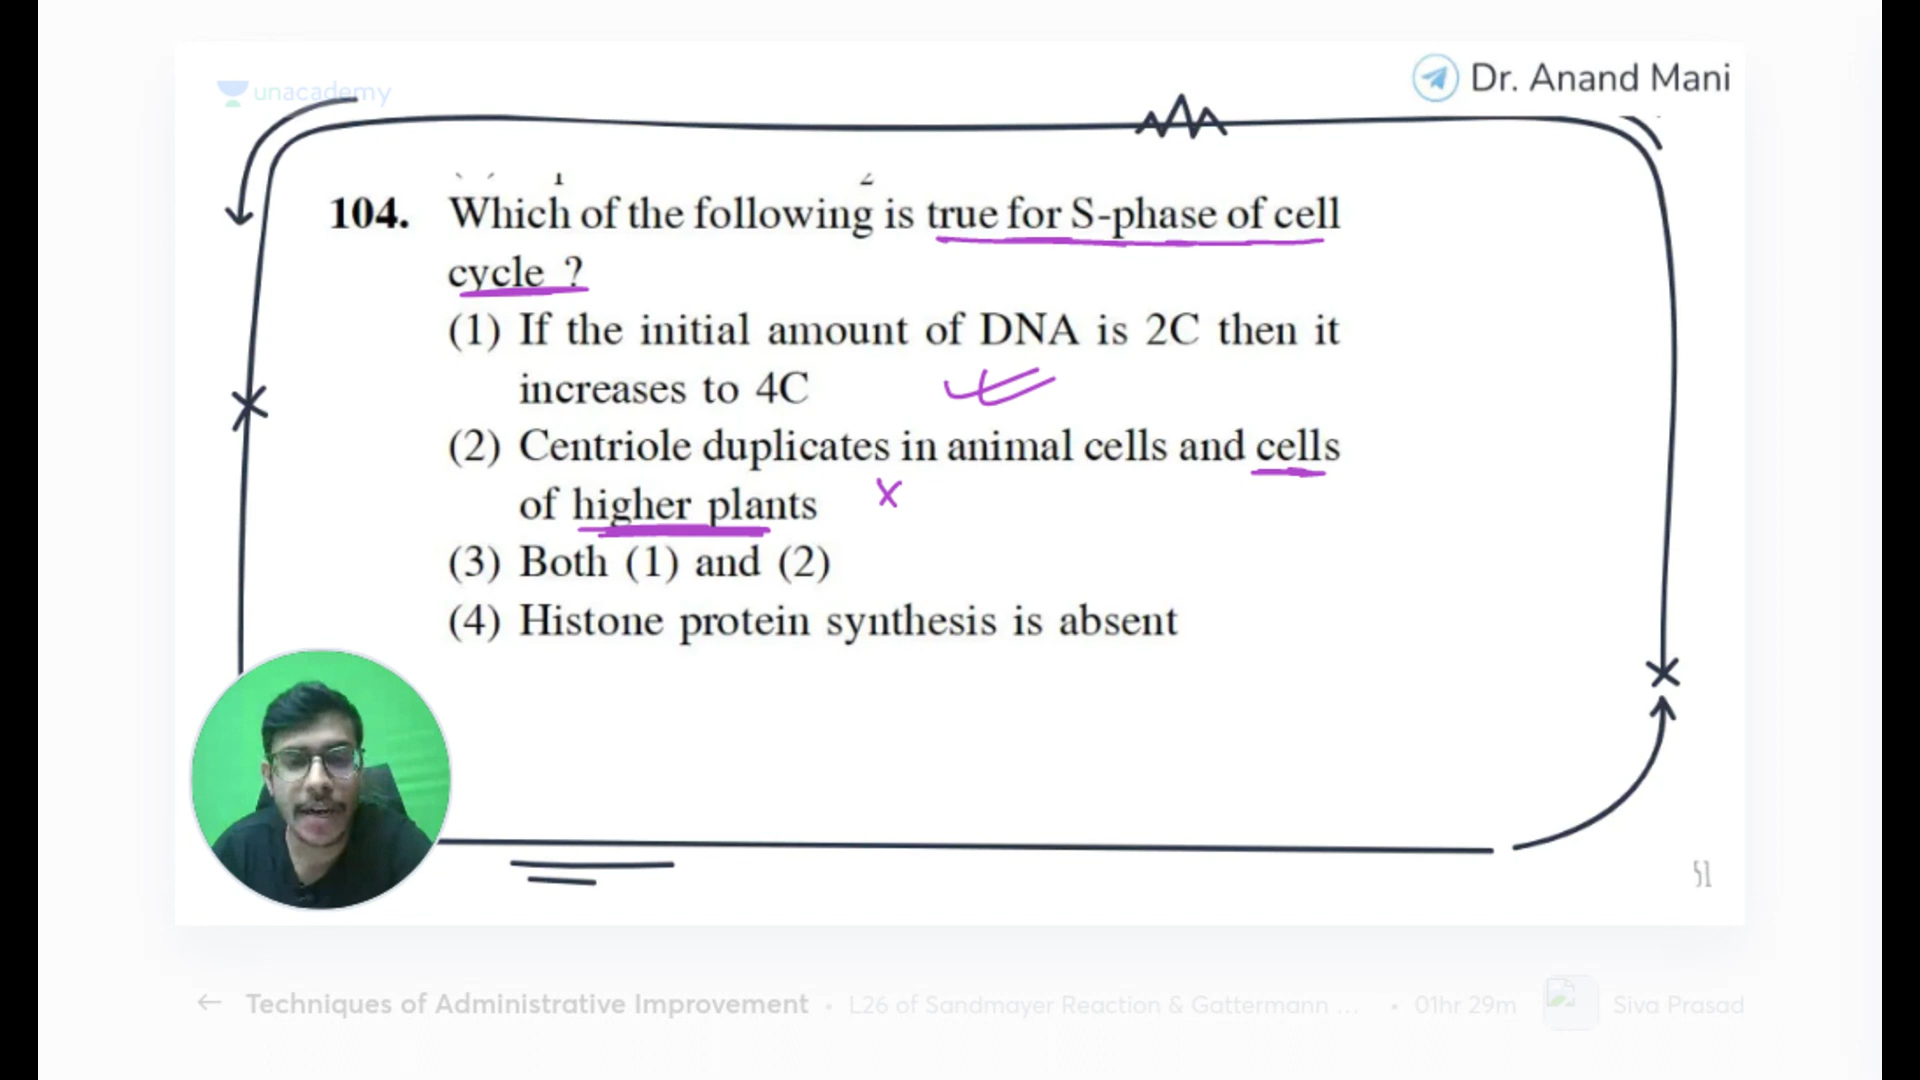 unacademy
Dr. Anand Mani
104. Which of the following is true for S-phase of cell
cycle ?
(1) If the initial amount of DNA is 2C then it
increases to 4C
(2) Centriole duplicates in animal cells and cells
of higher plants
(3) Both (1) and (2)
(4) Histone protein synthesis is absent
Techniques of Administrative Improvement • L26 of Sandmayer Reaction & Gattermann ... • 01hr 29m Siva Prasad